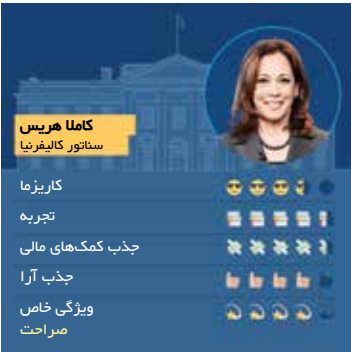 کاملا هریس
سناتور کالیفرنیا
کاریزما
تجربه
جذب کمک‌های مالی
جذب آرا
ویژگی خاص
صراحت